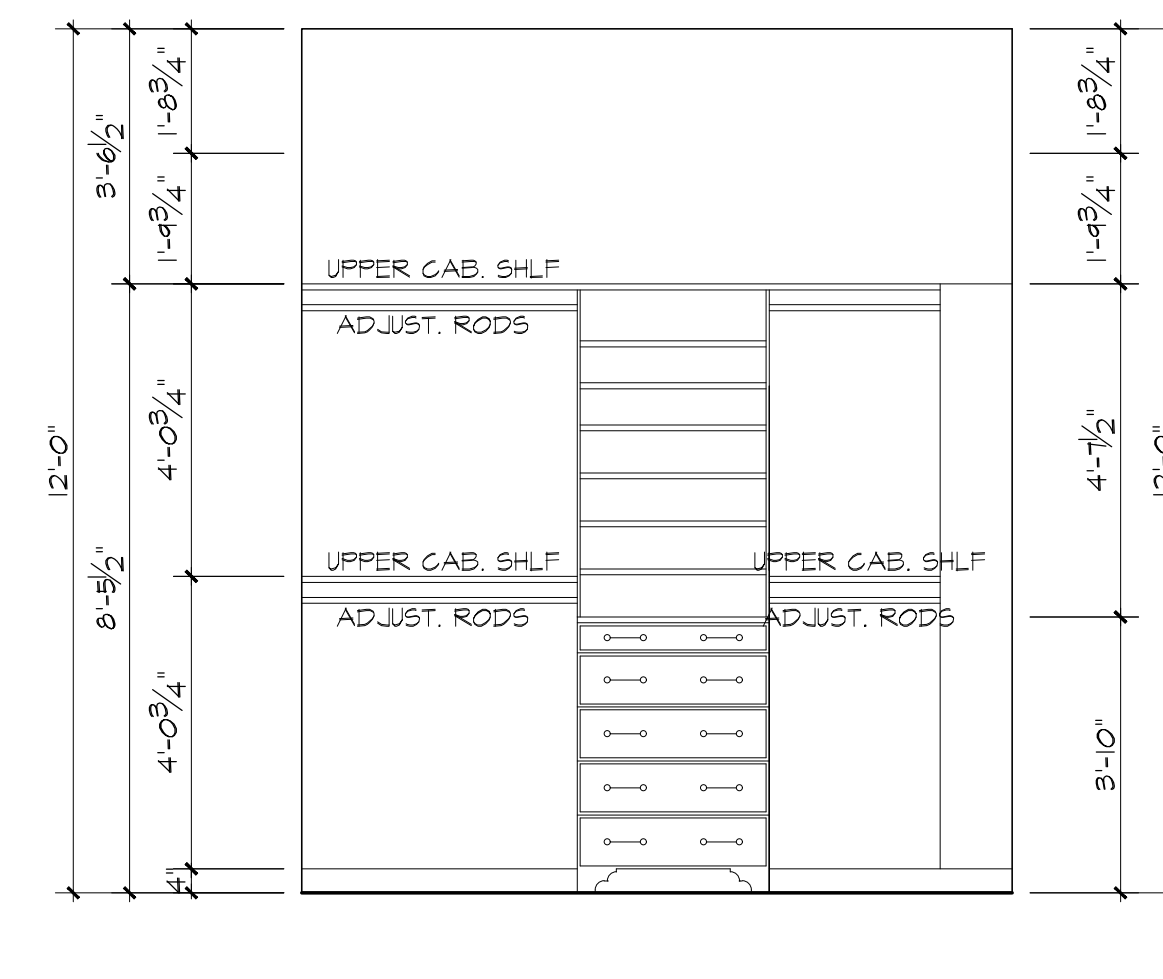 1'-8¾"
3'-6½"
1'-9¾"
1'-8¾"
1'-9¾"
UPPER CAB. SHLF
ADJUST. RODS
12'-0"
4'-0¾"
4'-7½"
12'-0"
8'-5½"
UPPER CAB. SHLF
UPPER CAB. SHLF
ADJUST. RODS
ADJUST. RODS
4'-0¾"
3'-10"
4"